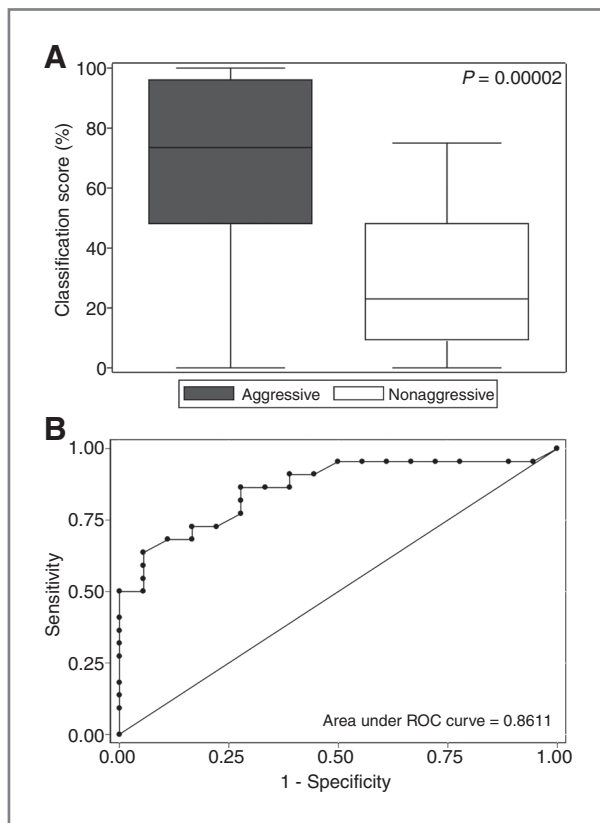 A
P = 0.00002
Classification score (%)
100
80
60
40
20
0
Aggressive Nonaggressive
B
Sensitivity
1.00
0.75
0.50
0.25
0.00
Area under ROC curve = 0.8611
0.00 0.25 0.50 0.75 1.00
1 - Specificity